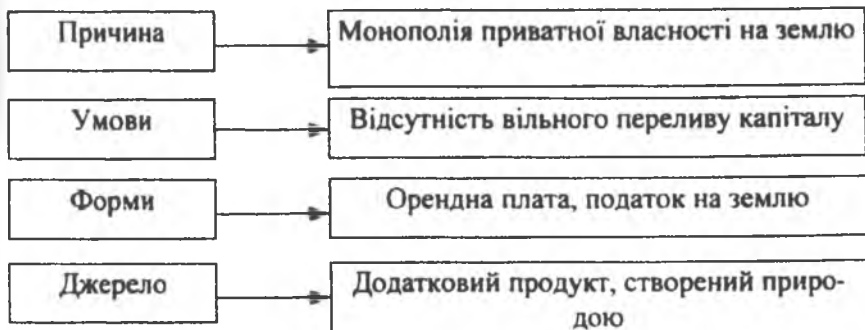 Причина
Монополія приватної власності на землю
Умови
Відсутність вільного переливу капіталу
Форми
Орендна плата, податок на землю
Джерело
Додатковий продукт, створений приро-
дою